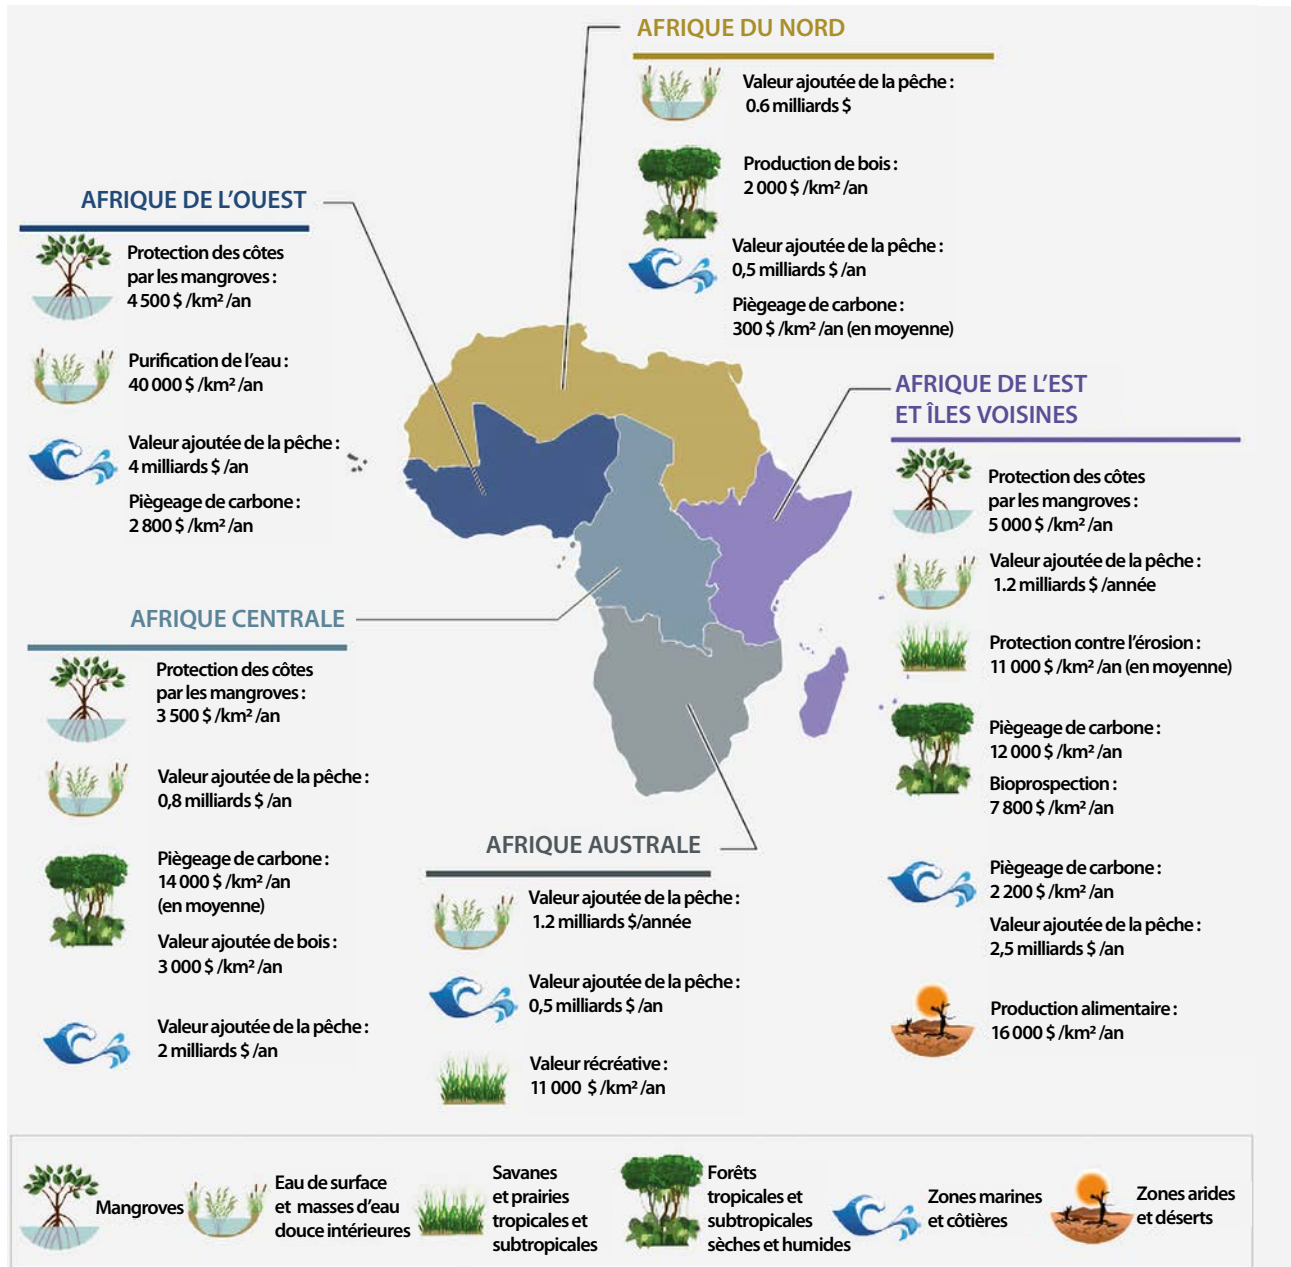 AFRIQUE DU NORD
Valeur ajoutée de la pêche :
0.6 milliards $
Production de bois :
2 000 $ /km² /an
Valeur ajoutée de la pêche :
0,5 milliards $ /an
Piègeage de carbone :
300 $ /km² /an (en moyenne)
AFRIQUE DE L’OUEST
Protection des côtes
par les mangroves :
4 500 $ /km² /an
Purification de l’eau :
40 000 $ /km² /an
Valeur ajoutée de la pêche :
4 milliards $ /an
Piègeage de carbone :
2 800 $ /km² /an
AFRIQUE DE L’EST
ET ÎLES VOISINES
Protection des côtes
par les mangroves :
5 000 $ /km² /an
Valeur ajoutée de la pêche :
1.2 milliards $ /année
Protection contre l’érosion :
11 000 $ /km² /an (en moyenne)
Piègeage de carbone :
12 000 $ /km² /an
Bioprospection :
7 800 $ /km² /an
Piègeage de carbone :
2 200 $ /km² /an
Valeur ajoutée de la pêche :
2,5 milliards $ /an
Production alimentaire :
16 000 $ /km² /an
AFRIQUE CENTRALE
Protection des côtes
par les mangroves :
3 500 $ /km² /an
Valeur ajoutée de la pêche :
0,8 milliards $ /an
Piègeage de carbone :
14 000 $ /km² /an
(en moyenne)
Valeur ajoutée de bois :
3 000 $ /km² /an
Valeur ajoutée de la pêche :
2 milliards $ /an
AFRIQUE AUSTRALE
Valeur ajoutée de la pêche :
1.2 milliards $/année
Valeur ajoutée de la pêche :
0,5 milliards $ /an
Valeur récréative :
11 000 $ /km² /an
Mangroves
Eau de surface
et masses d’eau
douce intérieures
Savanes
et prairies
tropicales et
subtropicales
Forêts
tropicales et
subtropicales
sèches et humides
Zones marines
et côtières
Zones arides
et déserts